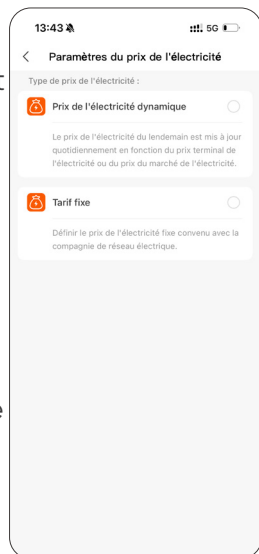 13:43 5G
Paramètres du prix de l'électricité
Type de prix de l'électricité :
Prix de l'électricité dynamique
Le prix de l'électricité du lendemain est mis à jour
quotidiennement en fonction du prix terminal de
l'électricité ou du prix du marché de l'électricité.
Tarif fixe
Définir le prix de l'électricité fixe convenu avec la
compagnie de réseau électrique.